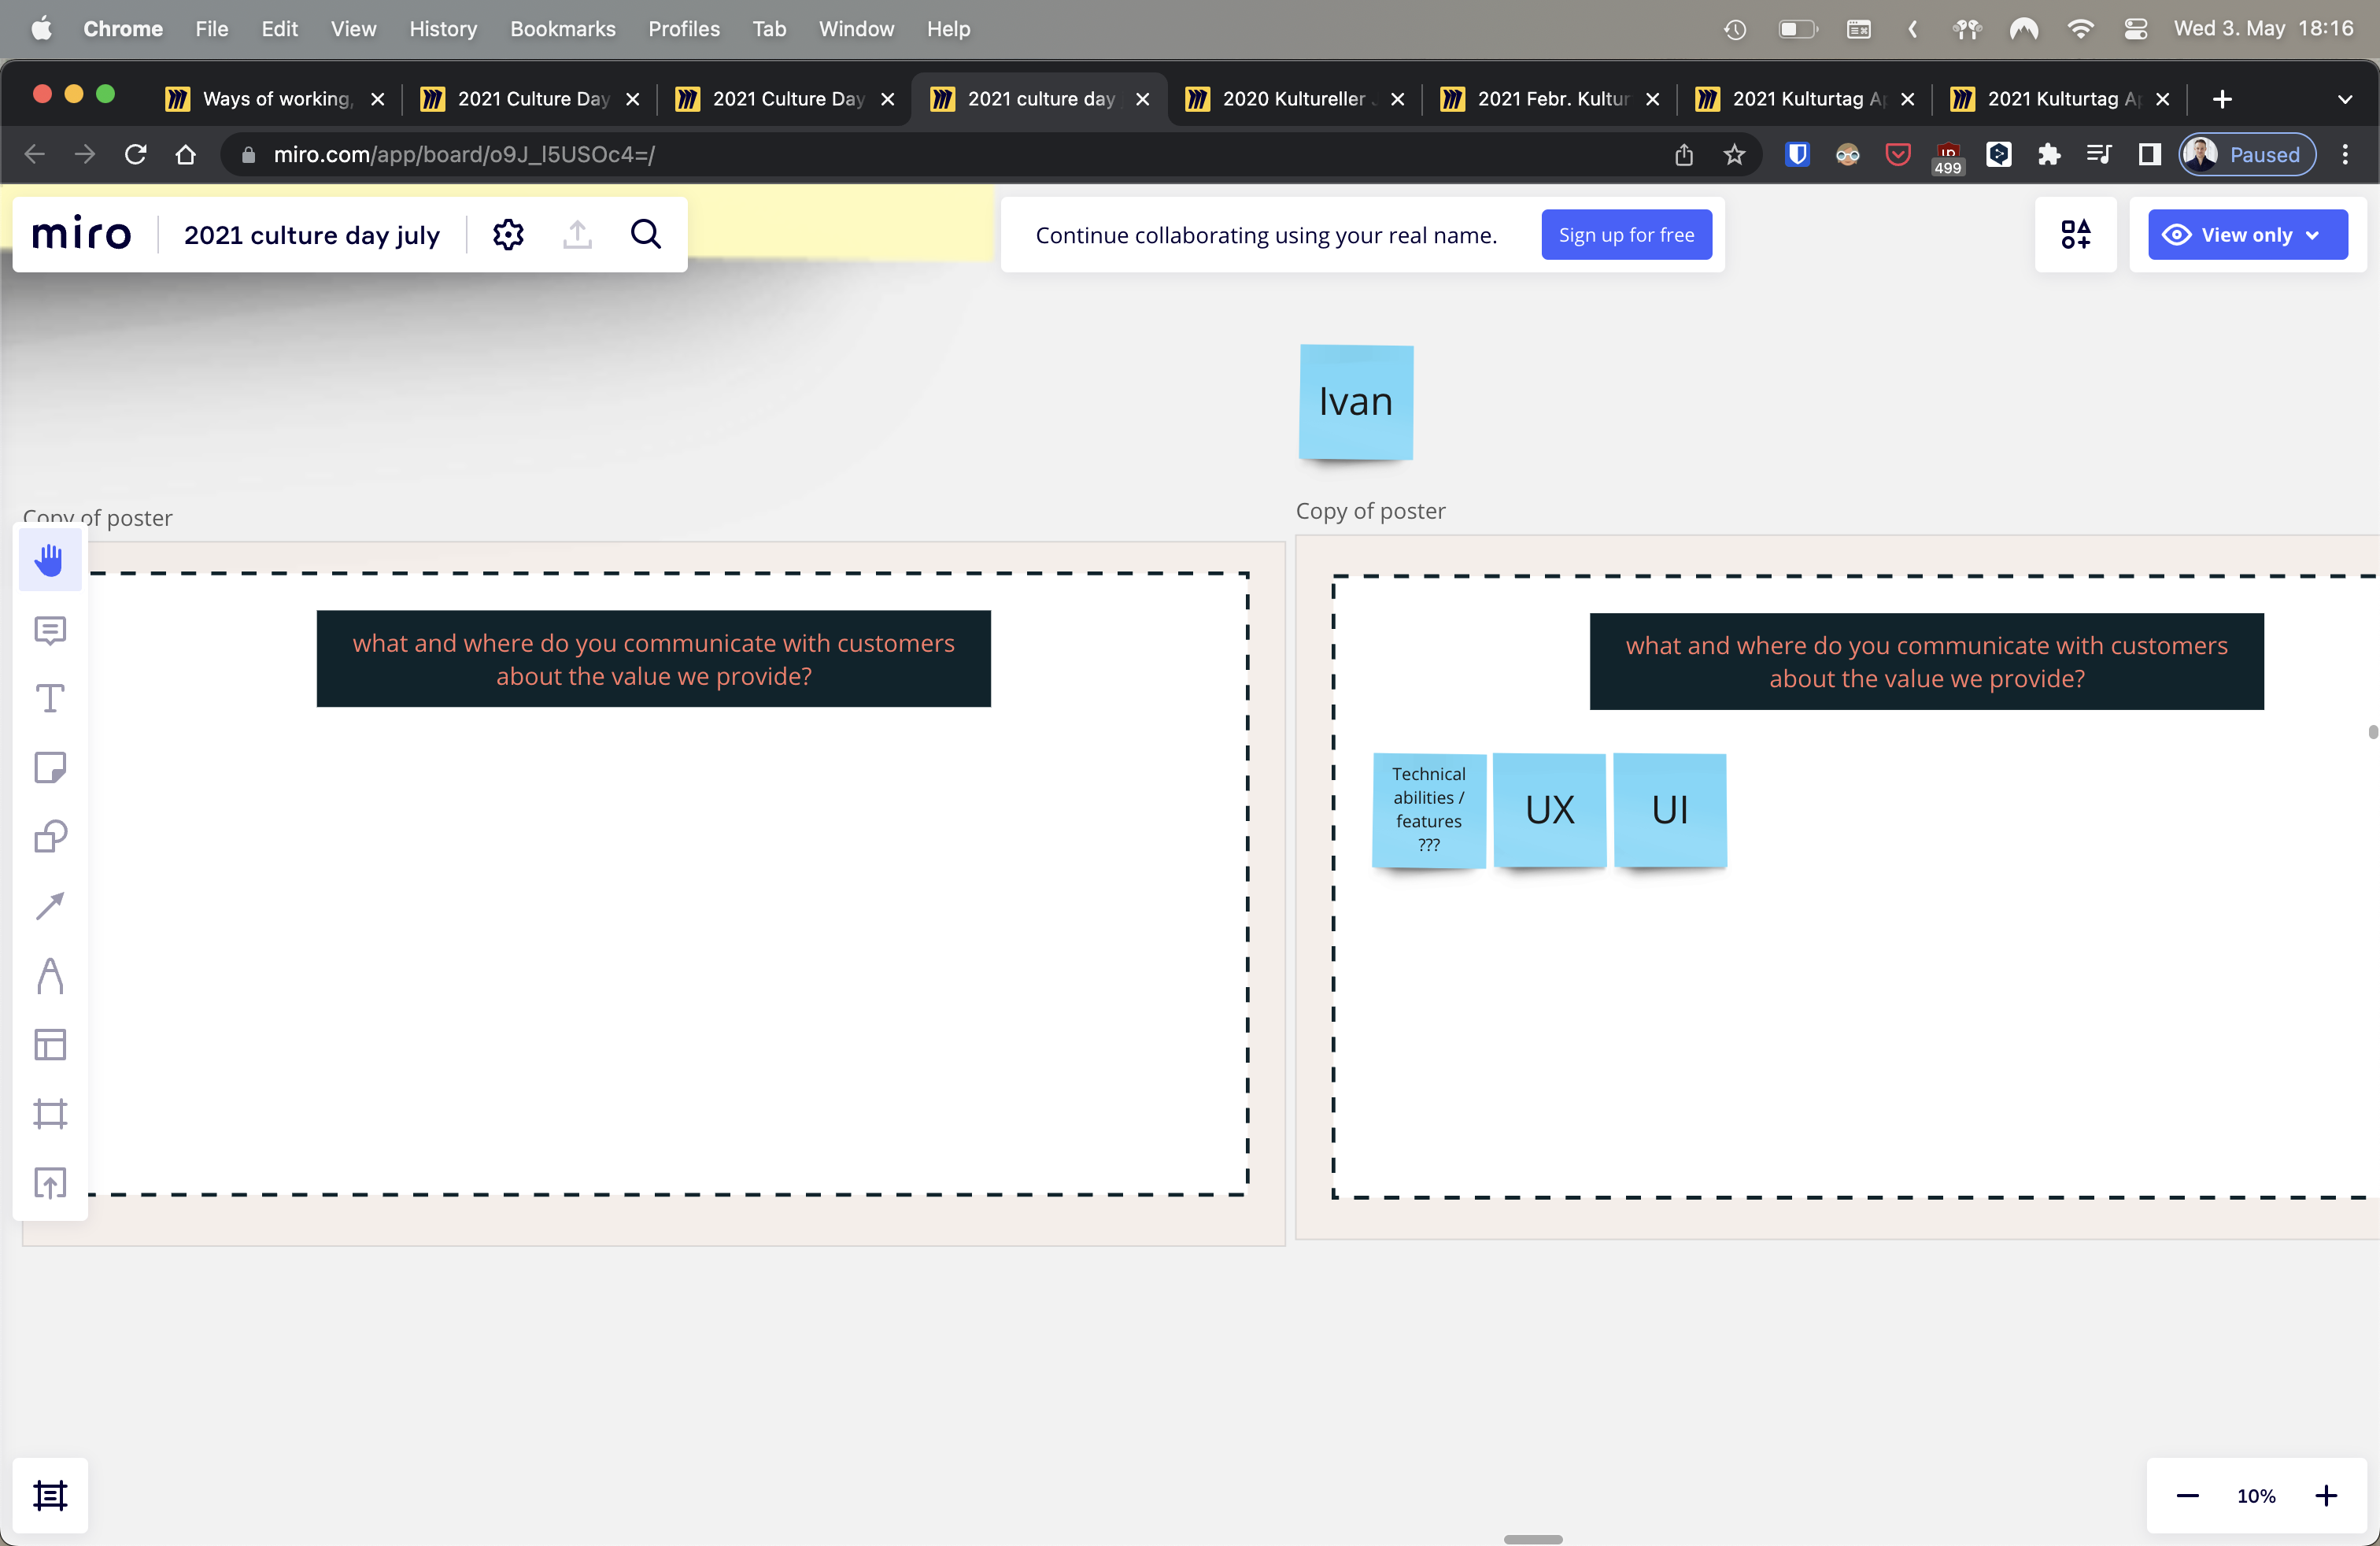 Chrome File Edit View History Bookmarks Profiles Tab Window Help Wed 3. May 18:16
Ways of working, 2021 Culture Day 2021 Culture Day 2021 culture day 2020 Kultureller 2021 Febr. Kultur 2021 Kulturtag Ap 2021 Kulturtag Ap
miro.com/app/board/o9J_l5USOc4=/ 499 Paused
miro 2021 culture day july
Continue collaborating using your real name. Sign up for free
View only
Ivan
Copy of poster
what and where do you communicate with customers
about the value we provide?
Copy of poster
what and where do you communicate with customers
about the value we provide?
Technical
abilities /
features
???
UX
UI
10%